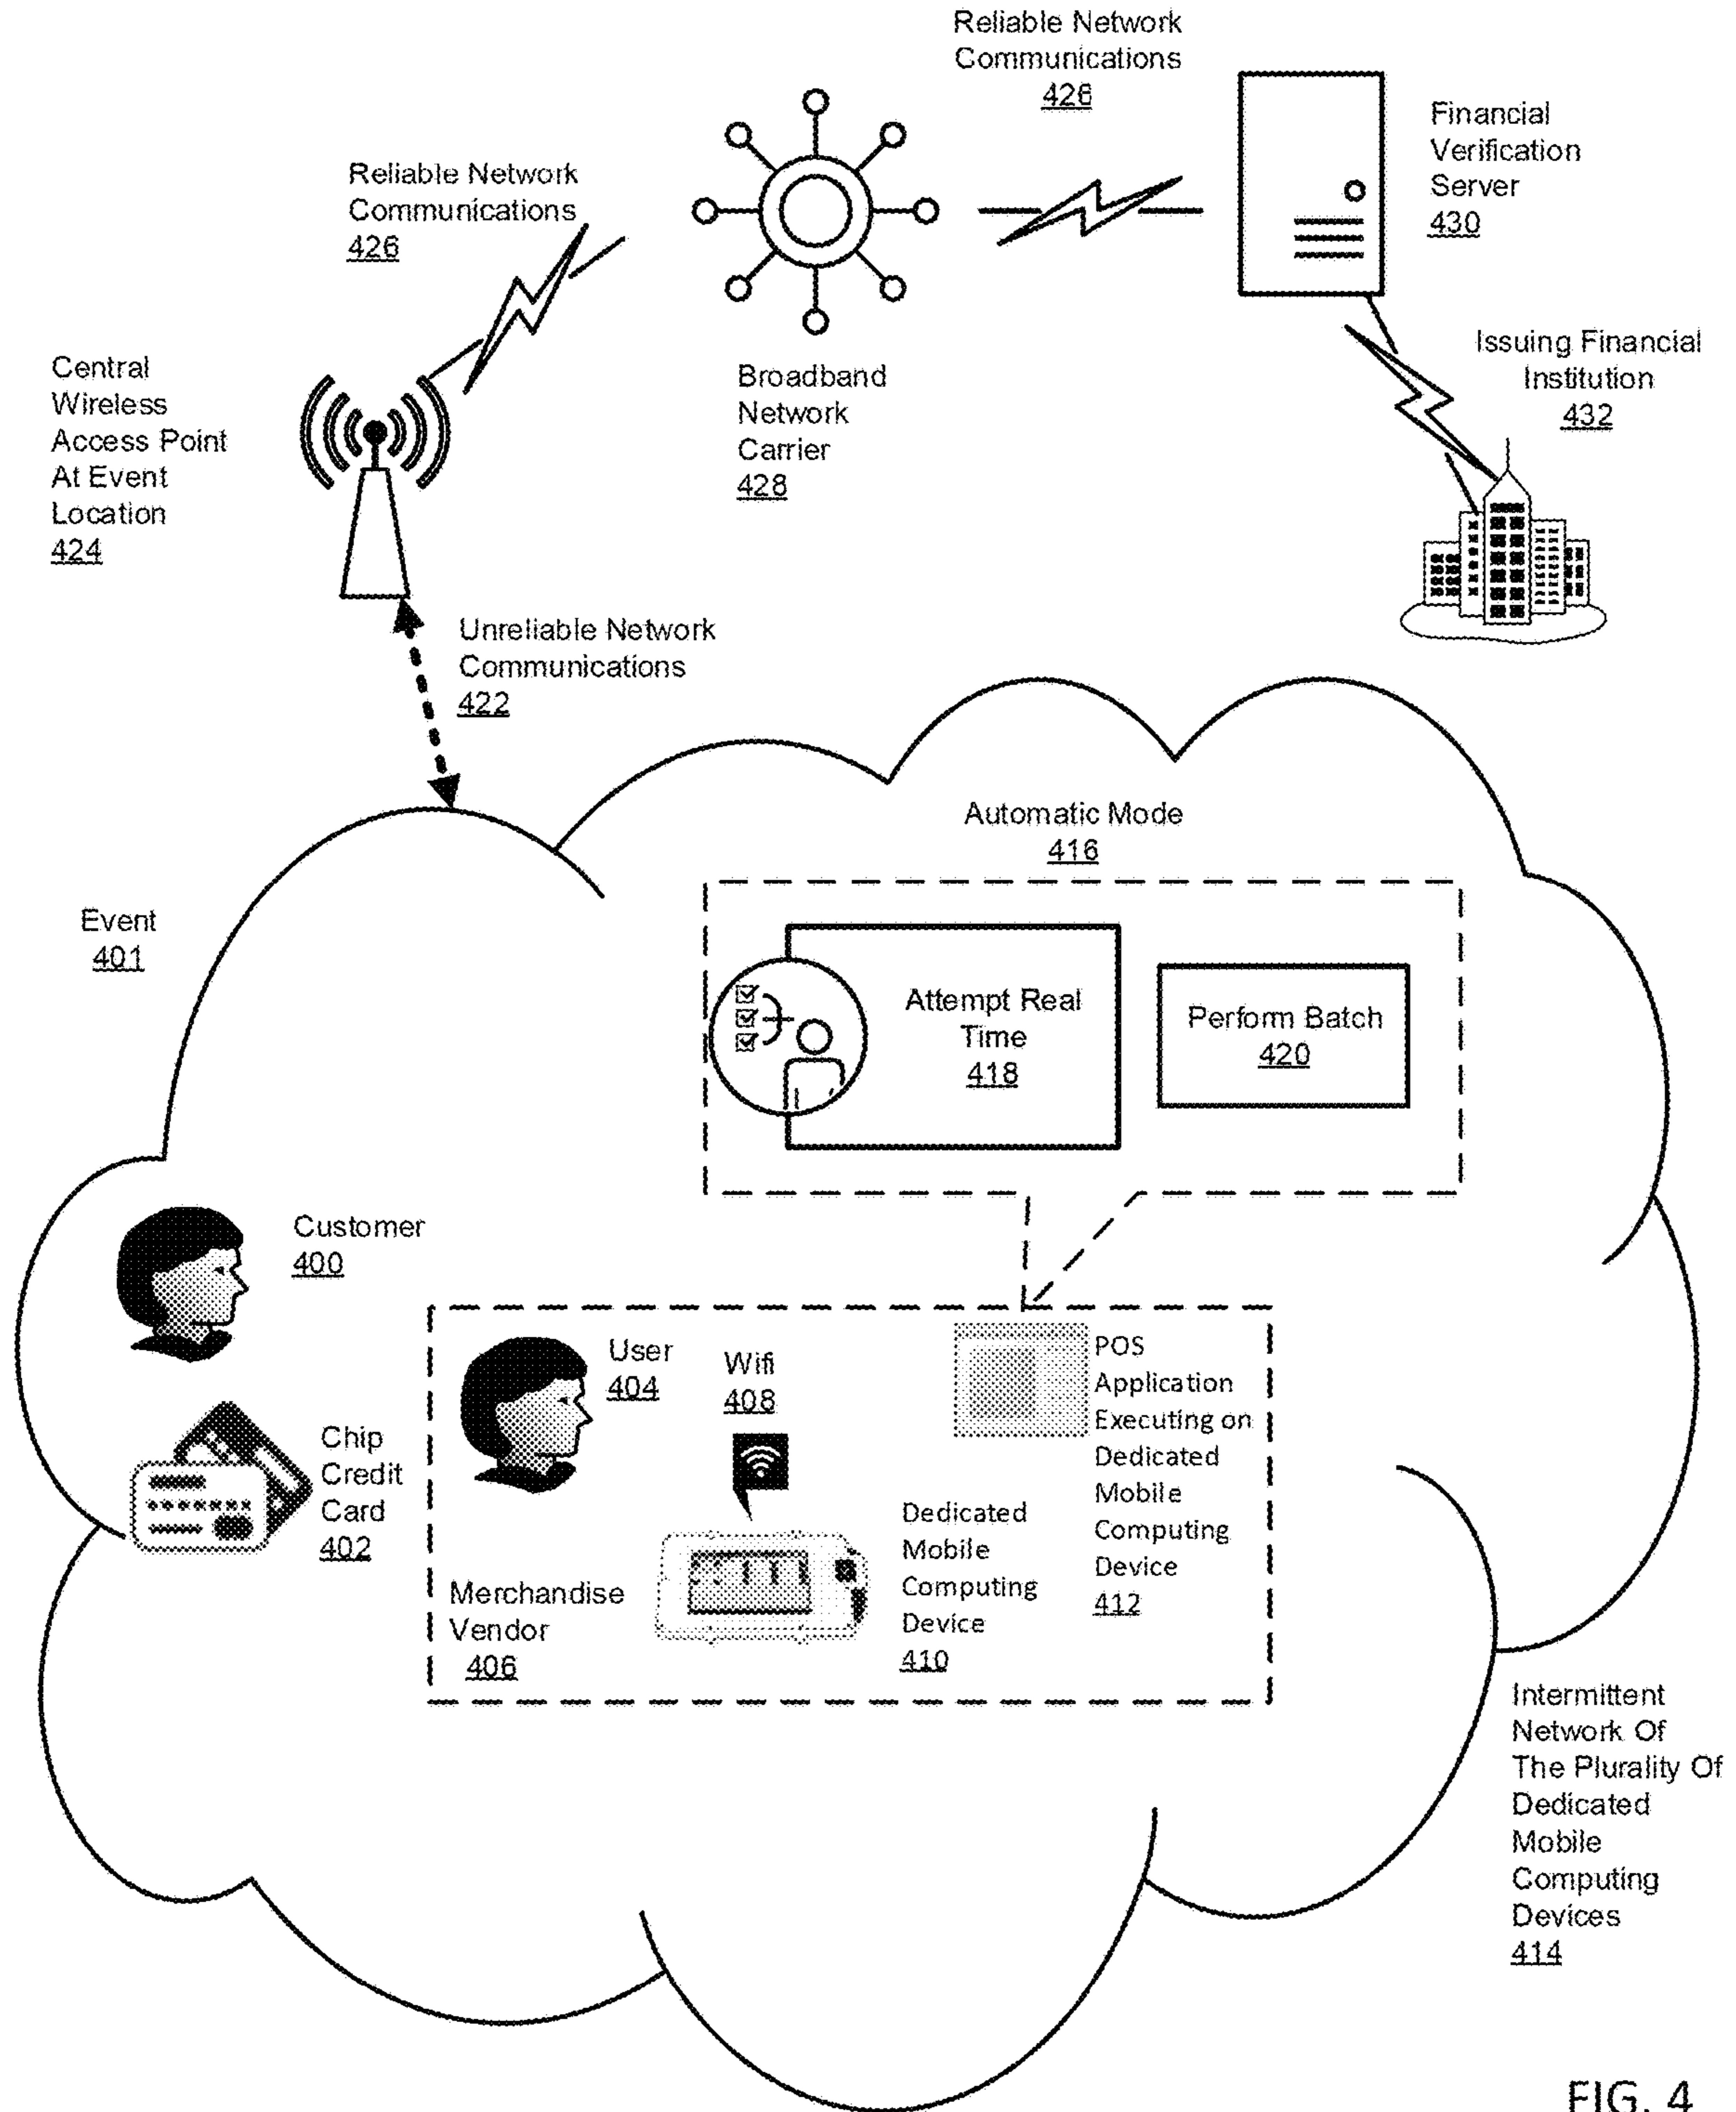 Reliable Network
Communications
426
Financial
Verification
Server
430
Reliable Network
Communications
426
Issuing Financial
Institution
432
Central
Wireless
Access Point
At Event
Location
424
Broadband
Network
Carrier
428
Unreliable Network
Communications
422
Automatic Mode
416
Event
401
Attempt Real
Time
418
Perform Batch
420
Customer
400
User
404
Wifi
408
POS
Application
Executing on
Dedicated
Mobile
Computing
Device
412
Chip
Credit
Card
402
Dedicated
Mobile
Computing
Device
410
Merchandise
Vendor
406
Intermittent
Network Of
The Plurality Of
Dedicated
Mobile
Computing
Devices
414
FIG. 4